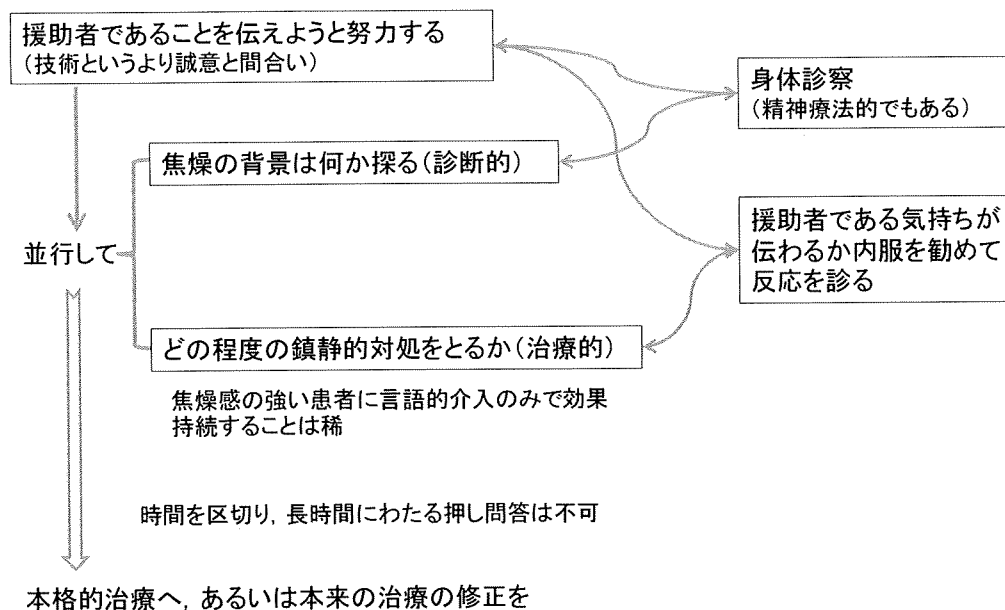 援助者であることを伝えようと努力する
(技術というより誠意と間合い)
身体診察
(精神療法的でもある)
焦燥の背景は何か探る(診断的)
援助者である気持ちが
伝わるか内服を勧めて
反応を診る
並行して
どの程度の鎮静的対処をとるか(治療的)
焦燥感の強い患者に言語的介入のみで効果
持続することは稀
時間を区切り, 長時間にわたる押し問答は不可
本格的治療へ, あるいは本来の治療の修正を